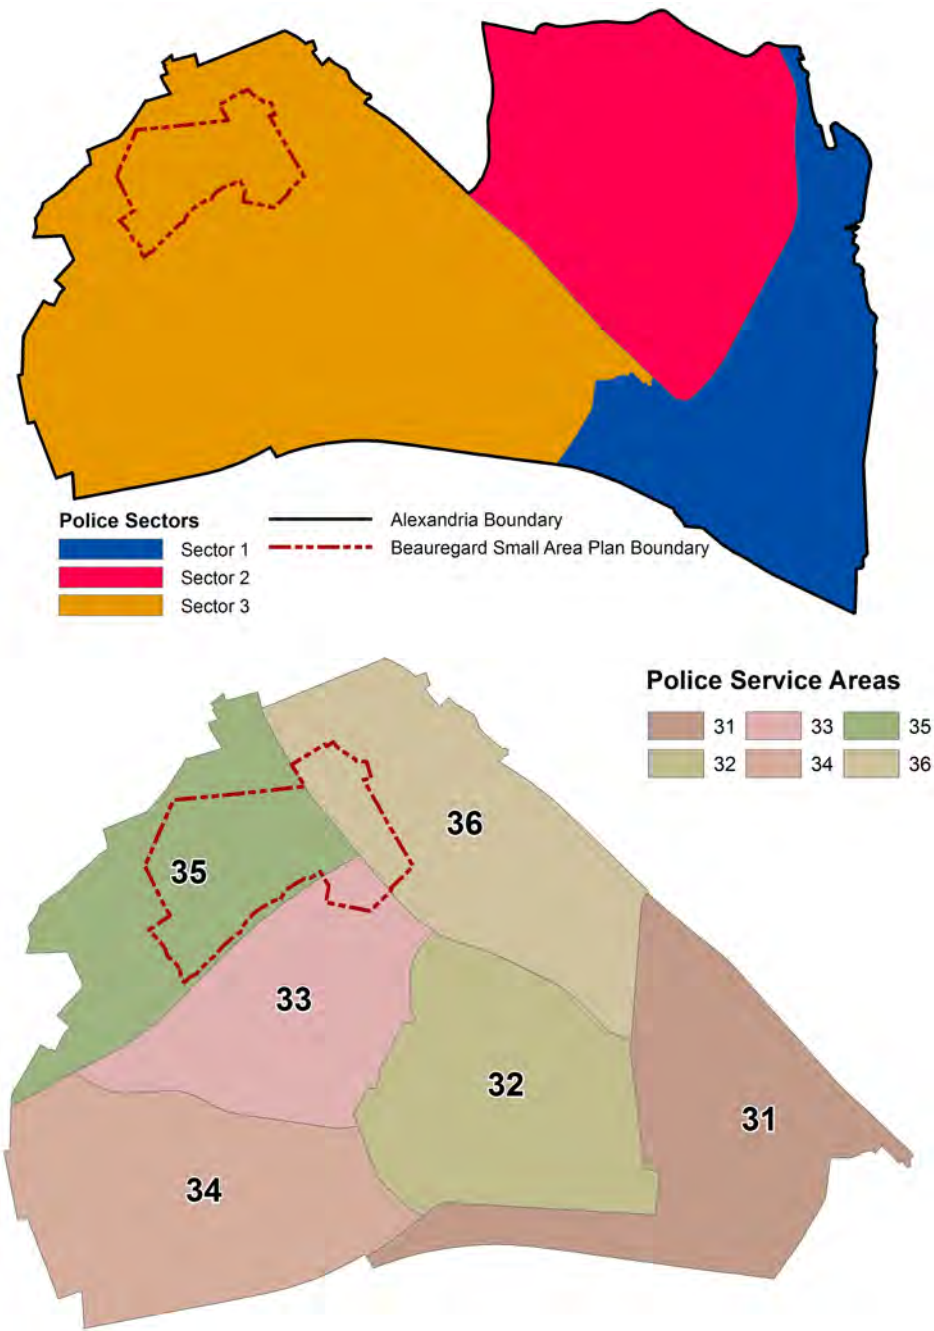 Police Sectors
Alexandria Boundary
Sector 1
Beauregard Small Area Plan Boundary
Sector 2
Sector 3
Police Service Areas
31 33 35
32 34 36
36
35
33
32
31
34